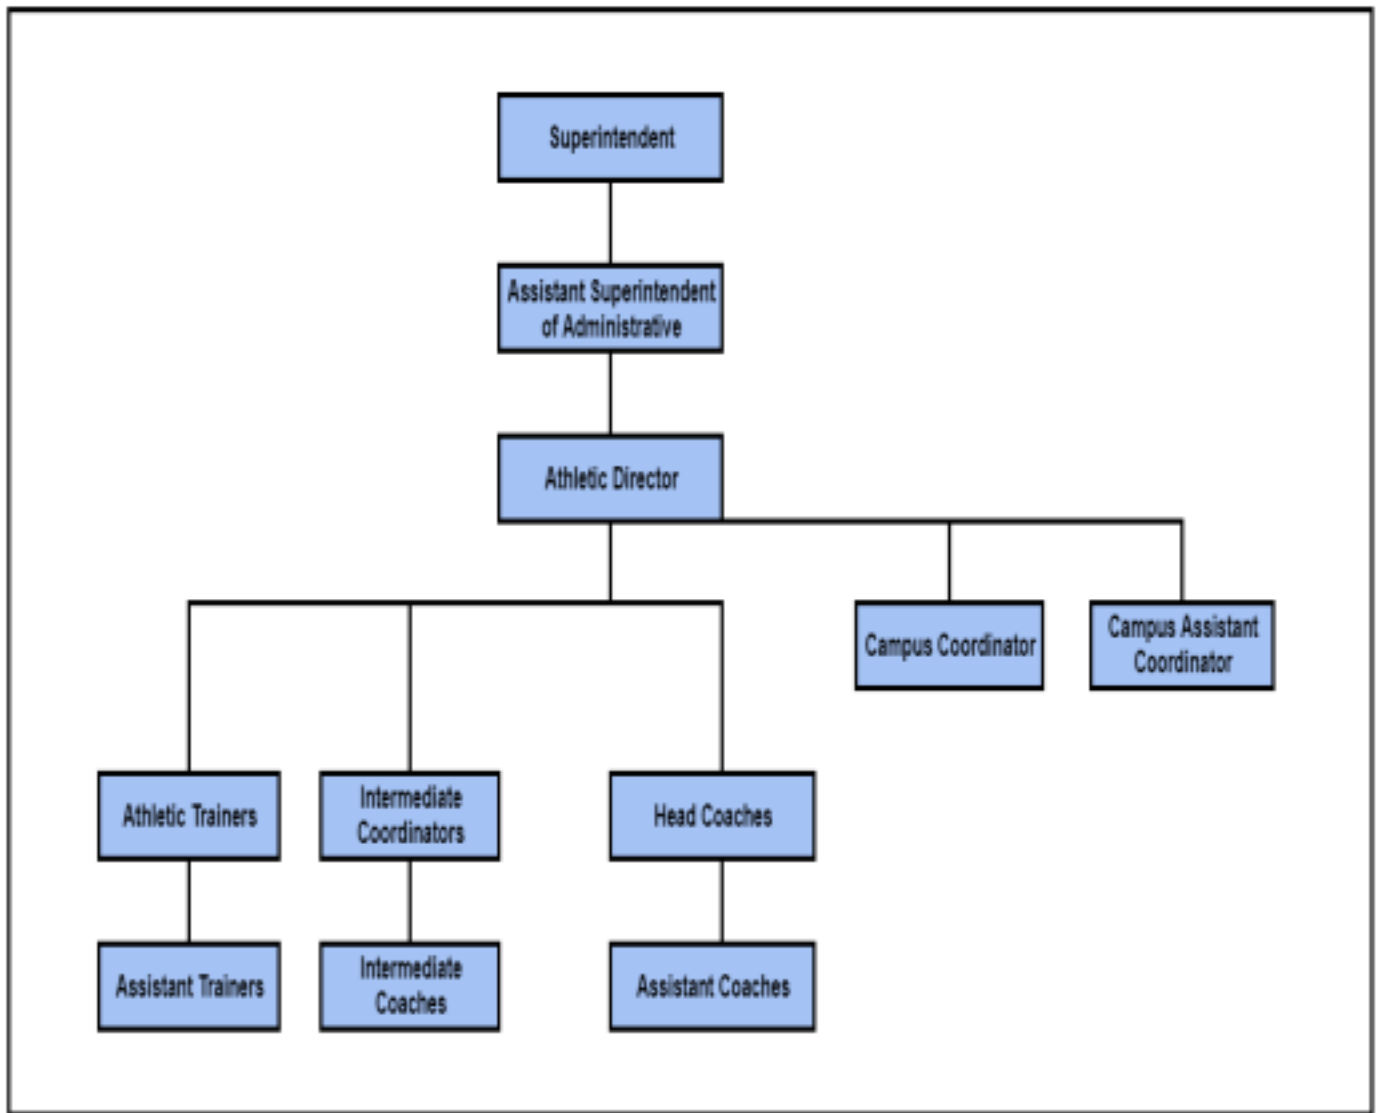 Superintendent
Assistant Superintendent
of Administrative
Athletic Director
Campus Coordinator
Campus Assistant
Coordinator
Athletic Trainers
Intermediate
Coordinators
Head Coaches
Assistant Trainers
Intermediate
Coaches
Assistant Coaches